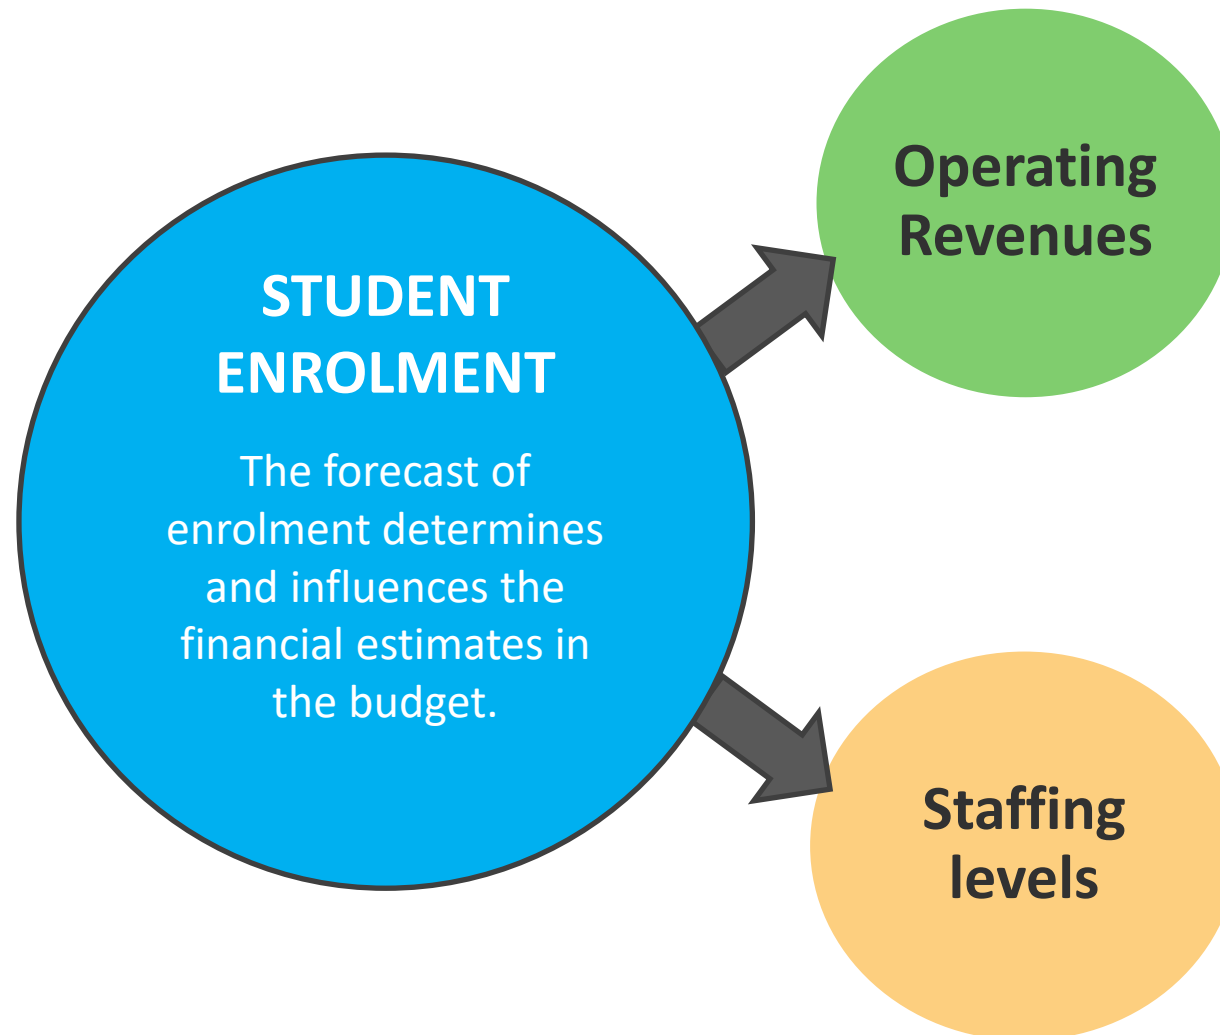 STUDENT
ENROLMENT
The forecast of
enrolment determines
and influences the
financial estimates in
the budget.
Operating
Revenues
Staffing
levels